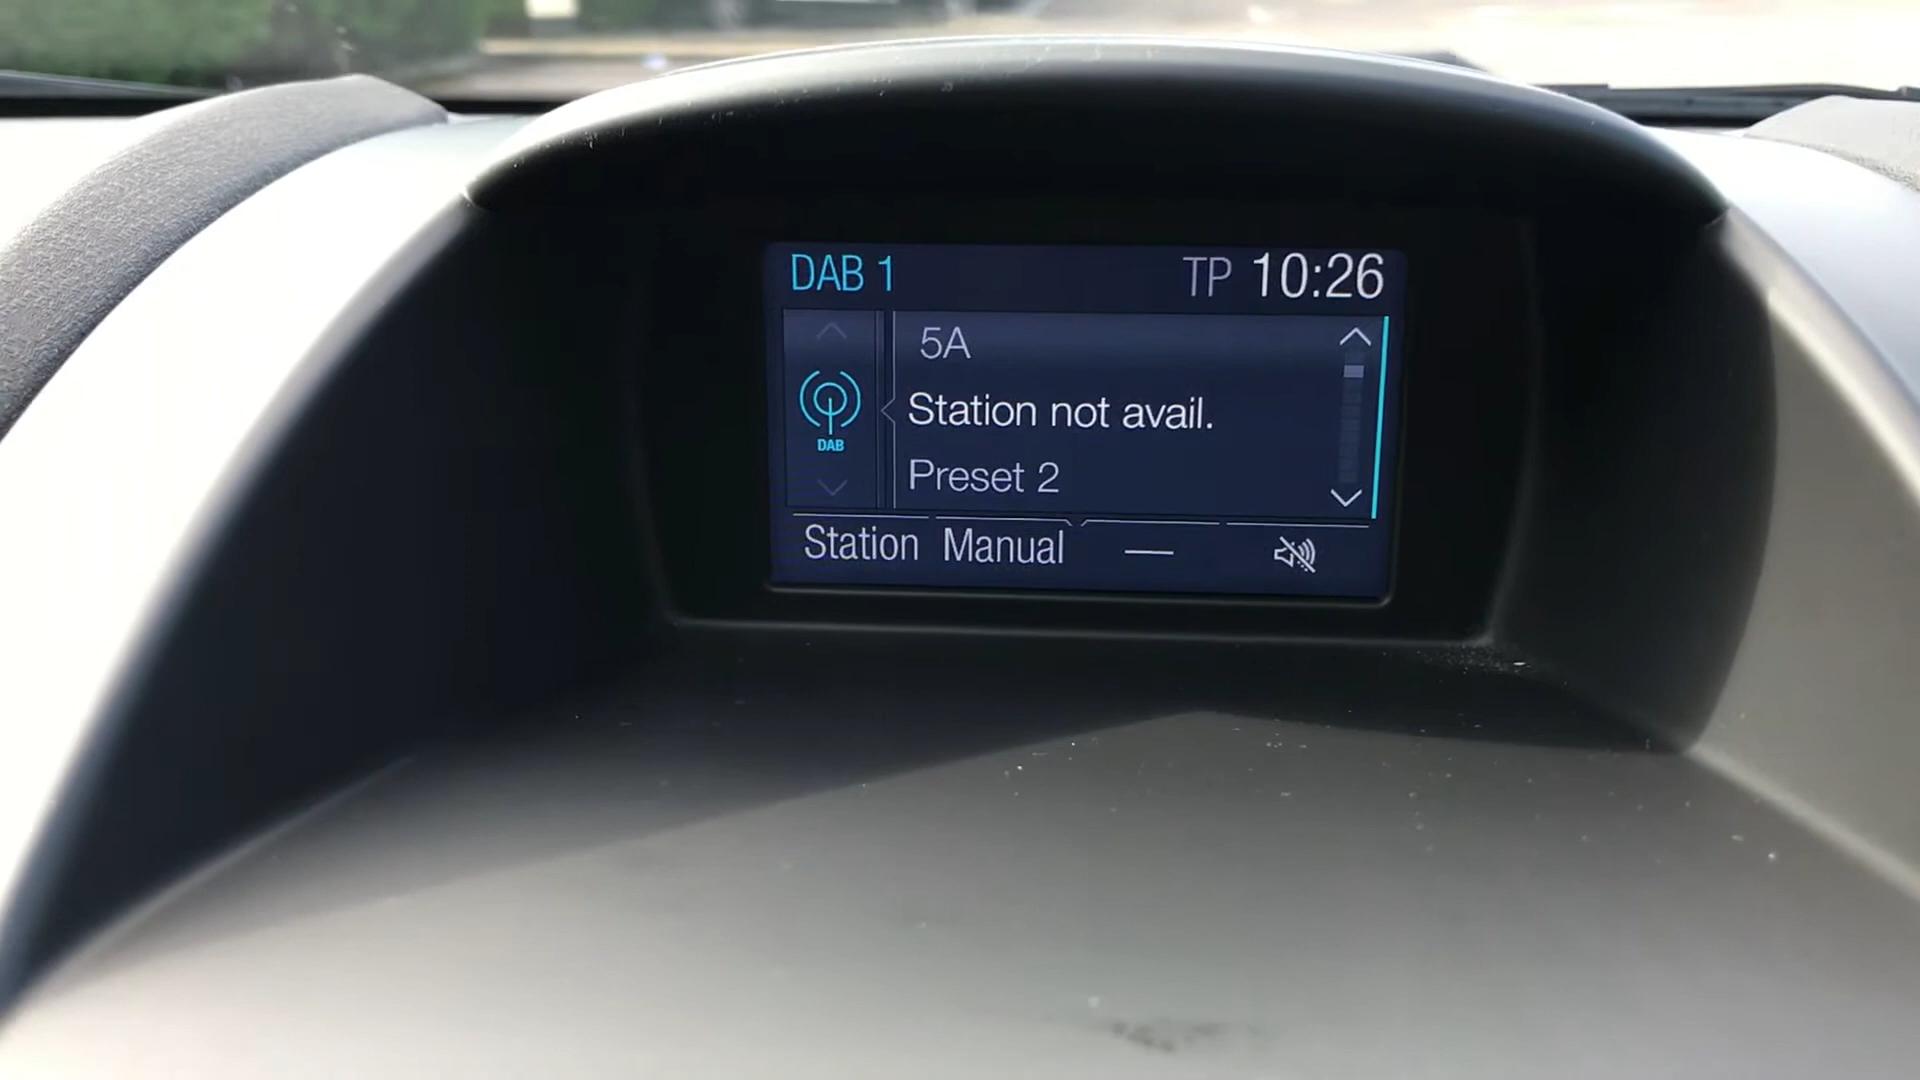 DAB 1 TP 10:26
5A
DAB
Station not avail.
Preset 2
Station Manual